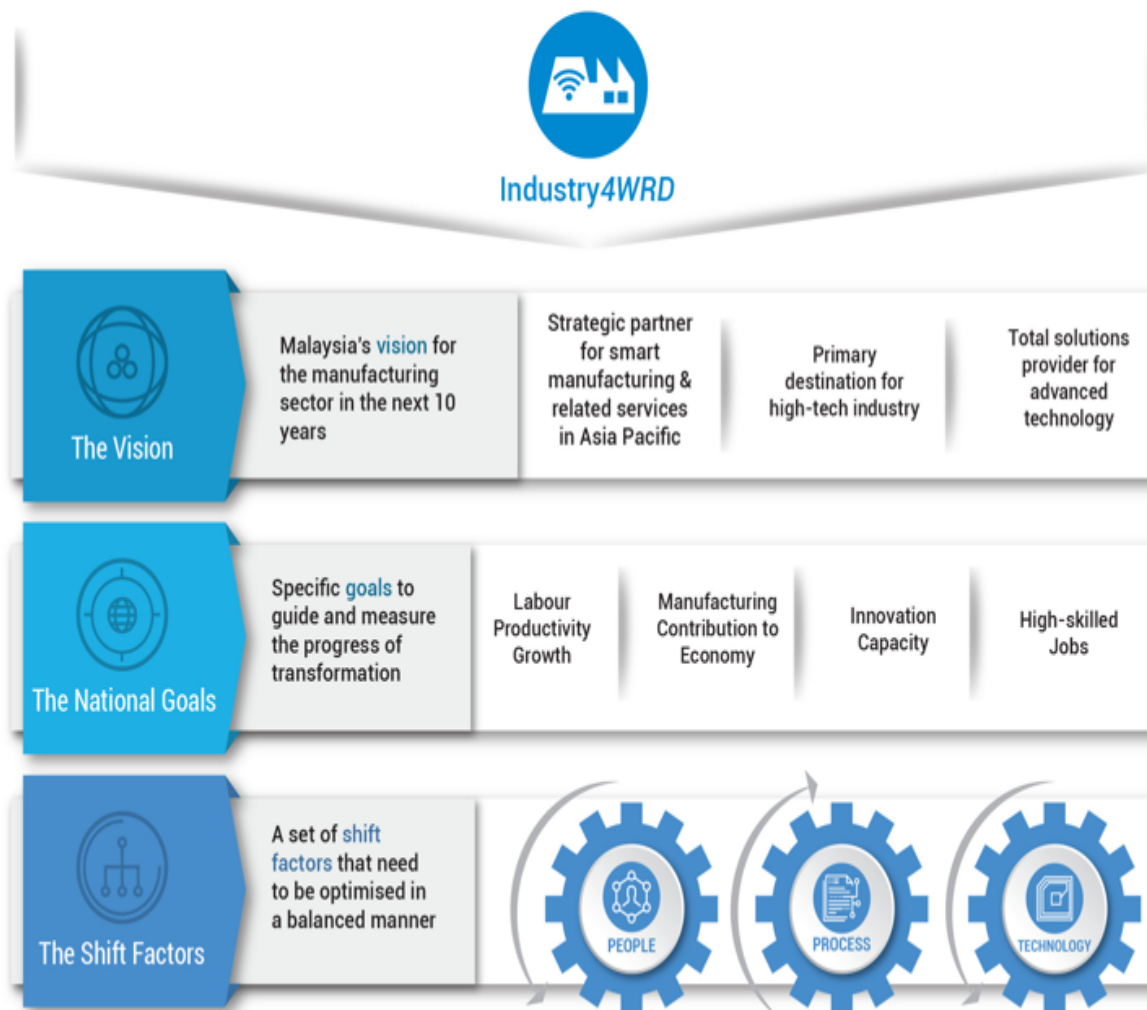 Industry4WRD
The Vision
Malaysia's vision for
the manufacturing
sector in the next 10
years
Strategic partner
for smart
manufacturing &
related services
in Asia Pacific
Primary
destination for
high-tech industry
Total solutions
provider for
advanced
technology
The National Goals
Specific goals to
guide and measure
the progress of
transformation
Labour
Productivity
Growth
Manufacturing
Contribution to
Economy
Innovation
Capacity
High-skilled
Jobs
The Shift Factors
A set of shift
factors that need
to be optimised in
a balanced manner
PEOPLE
PROCESS
TECHNOLOGY